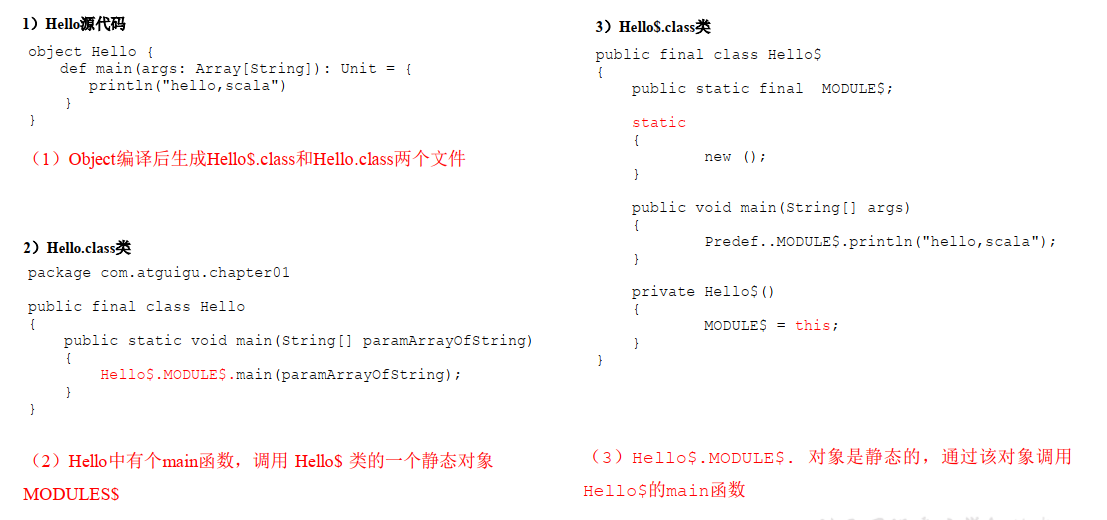 1）Hello源代码
object Hello {
def main(args: Array[String]): Unit = {
println("hello,scala")
}
}
（1）Object编译后生成Hello$.class和Hello.class两个文件
2）Hello.class类
package com.atguigu.chapter01
public final class Hello
{
public static void main(String[] paramArrayOfString)
{
Hello$.MODULE$.main(paramArrayOfString);
}
}
（2）Hello中有个main函数，调用 Hello$ 类的一个静态对象
MODULES$
3）Hello$.class类
public final class Hello$
{
public static final MODULE$;
static
{
new ();
}
public void main(String[] args)
{
Predef..MODULE$.println("hello,scala");
}
private Hello$()
{
MODULE$ = this;
}
}
（3）Hello$.MODULE$. 对象是静态的，通过该对象调用
Hello$的main函数